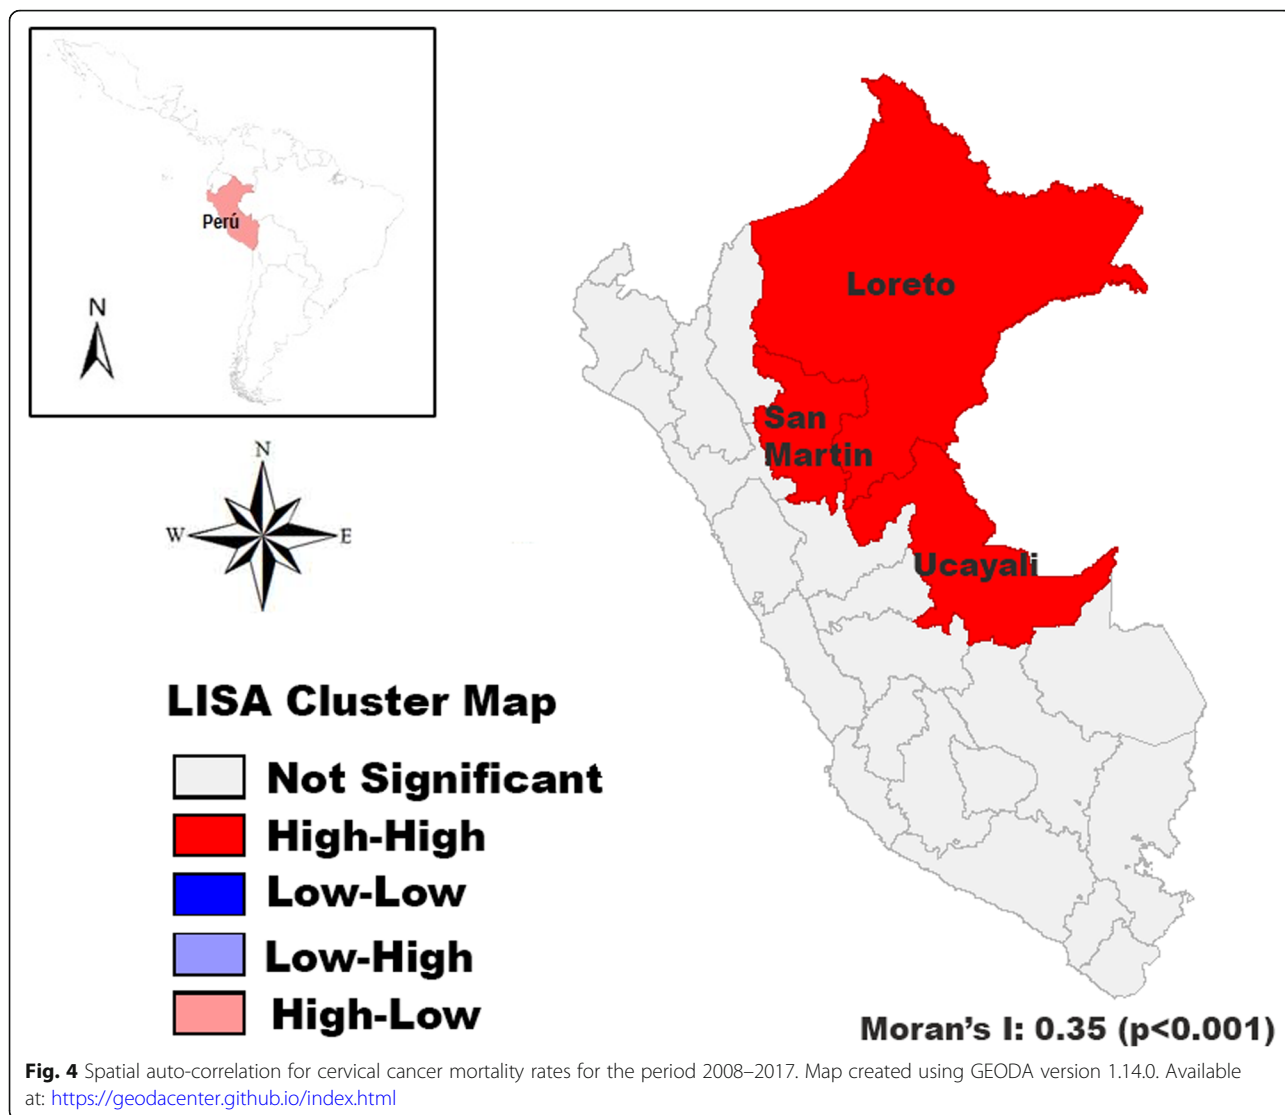 Perú
N
N
W
E
Loreto
San
Martin
Ucayali
LISA Cluster Map
Not Significant
High-High
Low-Low
Low-High
High-Low
Moran's I: 0.35 (p<0.001)
Fig. 4 Spatial auto-correlation for cervical cancer mortality rates for the period 2008–2017. Map created using GEODA version 1.14.0. Available
at: https://geodacenter.github.io/index.html